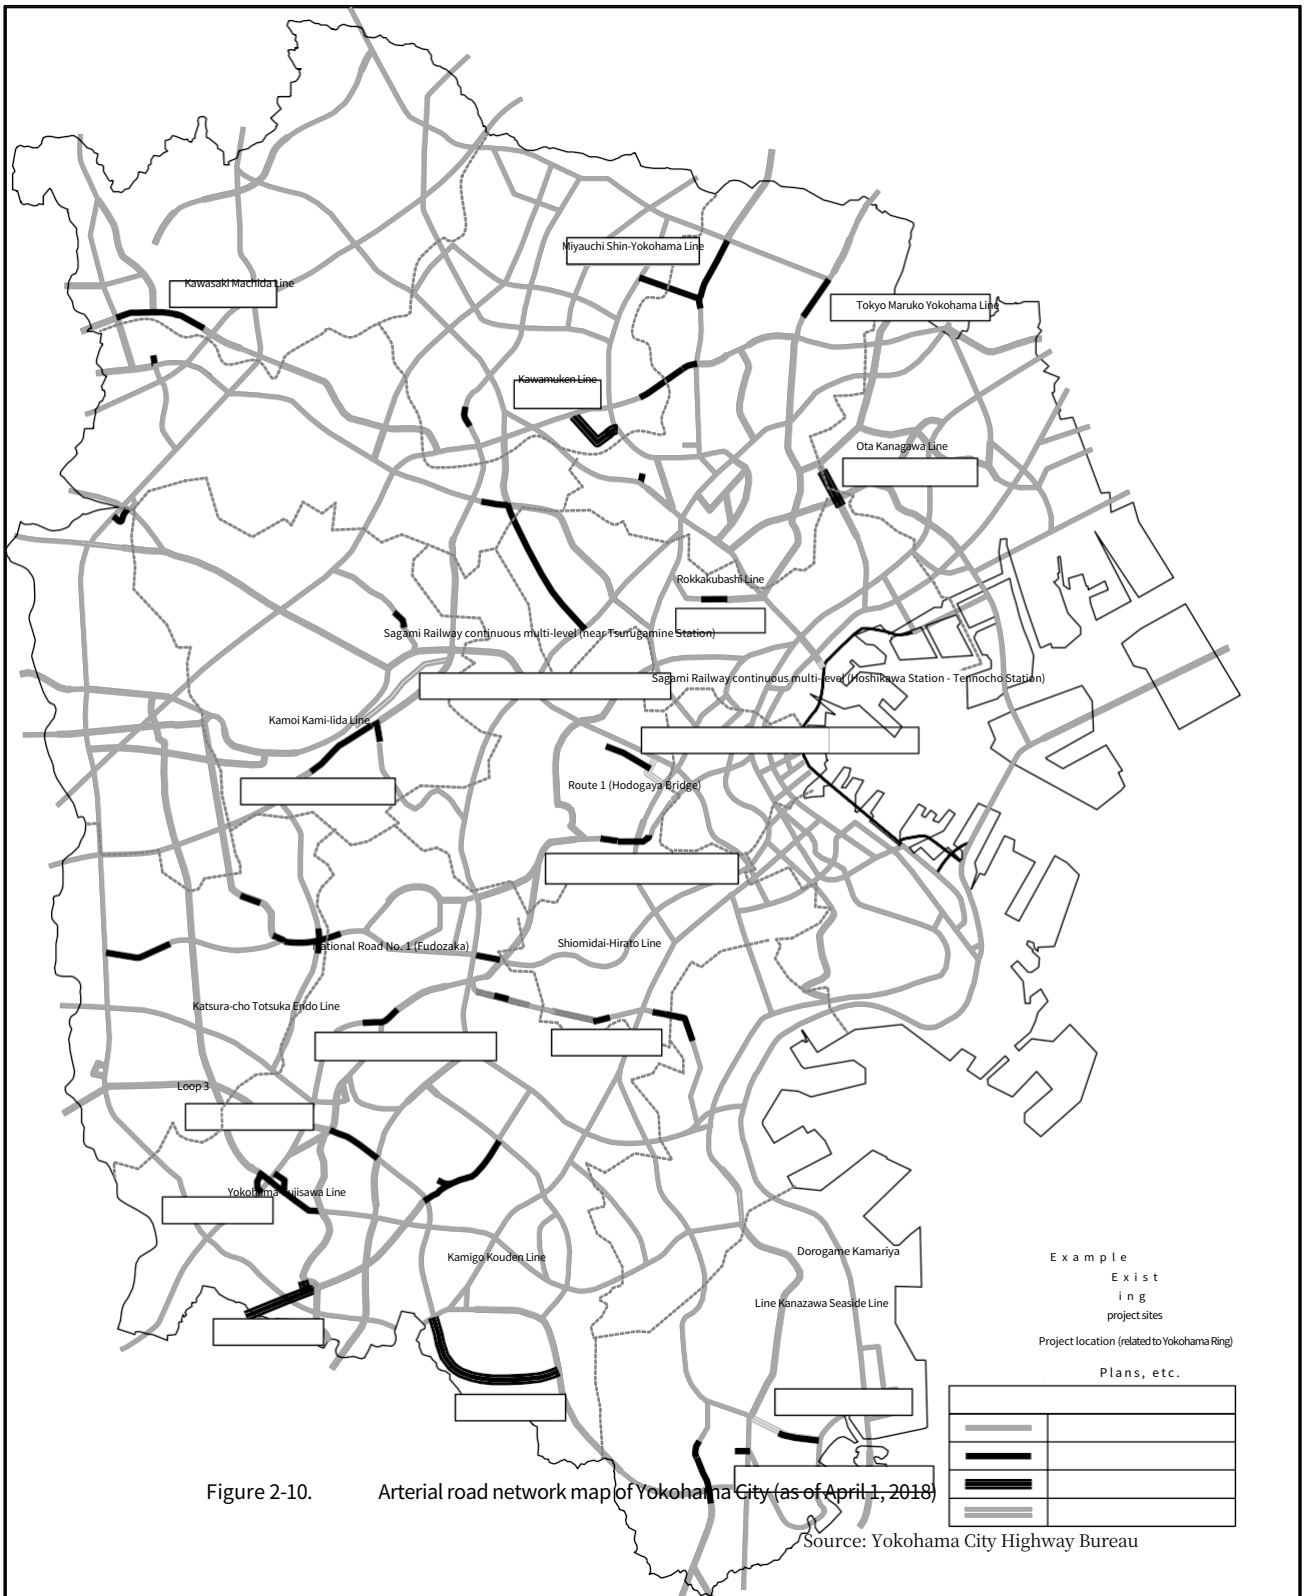 Miyauchi Shin-Yokohama Line
Kawasaki Machida Line
Tokyo Maruko Yokohama Line
Kawamuken Line
Ota Kanagawa Line
Rokkakubashi Line
Sagami Railway continuous multi-level (near Tsurugamine Station)
Sagami Railway continuous multi-level (Hoshikawa Station - Tennocho Station)
Kamoi Kami-Iida Line
Route 1 (Hodogaya Bridge)
National Road No. 1 (Fudozaka)
Shiomidai-Hirato Line
Katsura-cho Totsuka Endo Line
Loop 3
Yokohama Fujisawa Line
Kamigo Kouden Line
Dorogame Kamariya
Line Kanazawa Seaside Line
Example
Exist
ing
project sites
Project location (related to Yokohama Ring)
Plans, etc.
Figure 2-10. Arterial road network map of Yokohama City (as of April 1, 2018)
Source: Yokohama City Highway Bureau